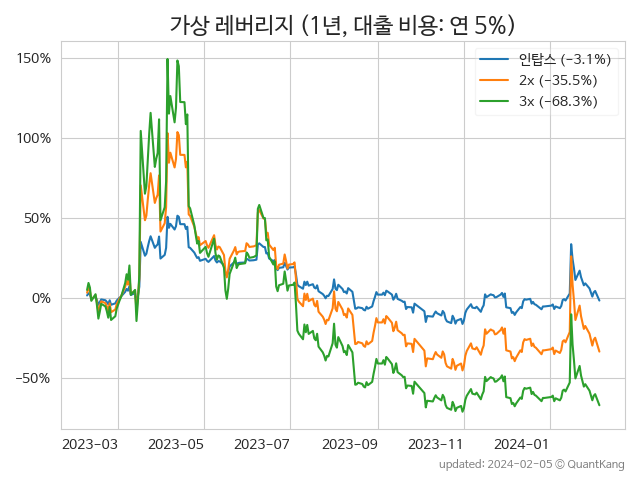 가상 레버리지 (1년, 대출 비용: 연 5%)
인탑스 (−3.1%)
2x (−35.5%)
3x (−68.3%)
150%
100%
50%
0%
−50%
2023−03 2023−05 2023−07 2023−09 2023−11 2024−01
updated: 2024-02-05 © QuantKang